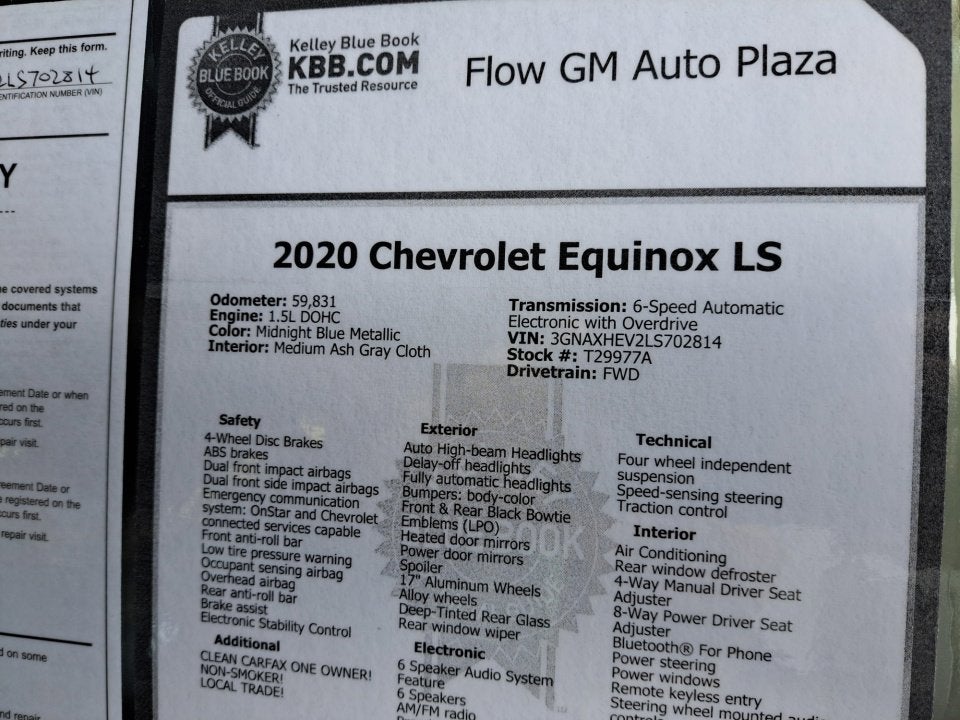 riting. Keep this form.
2LS702814
ENTIFICATION NUMBER (VIN)
Y
e covered systems
documents that
ties under your
ement Date or when
red on the
ccurs first.
pair visit.
reement Date or
e registered on the
curs first.
repair visit.
d on some
nd repair
KELLEY
BLUE BOOK
OFFICIAL GUIDE
Kelley Blue Book
KBB.COM
The Trusted Resource
Flow GM Auto Plaza
2020 Chevrolet Equinox LS
Odometer: 59,831
Engine: 1.5L DOHC
Color: Midnight Blue Metallic
Interior: Medium Ash Gray Cloth
Transmission: 6-Speed Automatic
Electronic with Overdrive
VIN: 3GNAXHEV2LS702814
Stock #: T29977A
Drivetrain: FWD
Safety
4-Wheel Disc Brakes
ABS brakes
Dual front impact airbags
Dual front side impact airbags
Emergency communication
system: OnStar and Chevrolet
connected services capable
Front anti-roll bar
Low tire pressure warning
Occupant sensing airbag
Overhead airbag
Rear anti-roll bar
Brake assist
Electronic Stability Control
Additional
CLEAN CARFAX ONE OWNER!
NON-SMOKER!
LOCAL TRADE!
Exterior
Auto High-beam Headlights
Delay-off headlights
Fully automatic headlights
Bumpers: body-color
Front & Rear Black Bowtie
Emblems (LPO)
Heated door mirrors
Power door mirrors
Spoiler
17" Aluminum Wheels
Alloy wheels
Deep-Tinted Rear Glass
Rear window wiper
Electronic
6 Speaker Audio System
Feature
6 Speakers
AM/FM radio
Technical
Four wheel independent
suspension
Speed-sensing steering
Traction control
Interior
Air Conditioning
Rear window defroster
4-Way Manual Driver Seat
Adjuster
8-Way Power Driver Seat
Adjuster
Bluetooth® For Phone
Power steering
Power windows
Remote keyless entry
Steering wheel mounted audio
controls